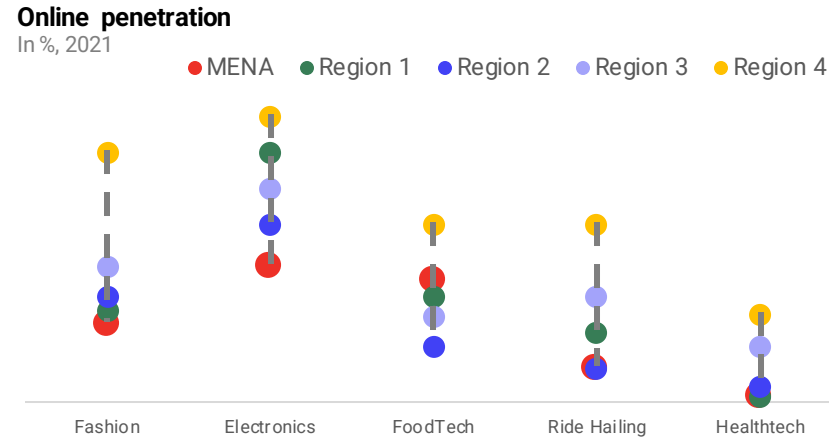 Online penetration
In %, 2021
MENA Region 1 Region 2 Region 3 Region 4
Fashion Electronics FoodTech Ride Hailing Healthtech